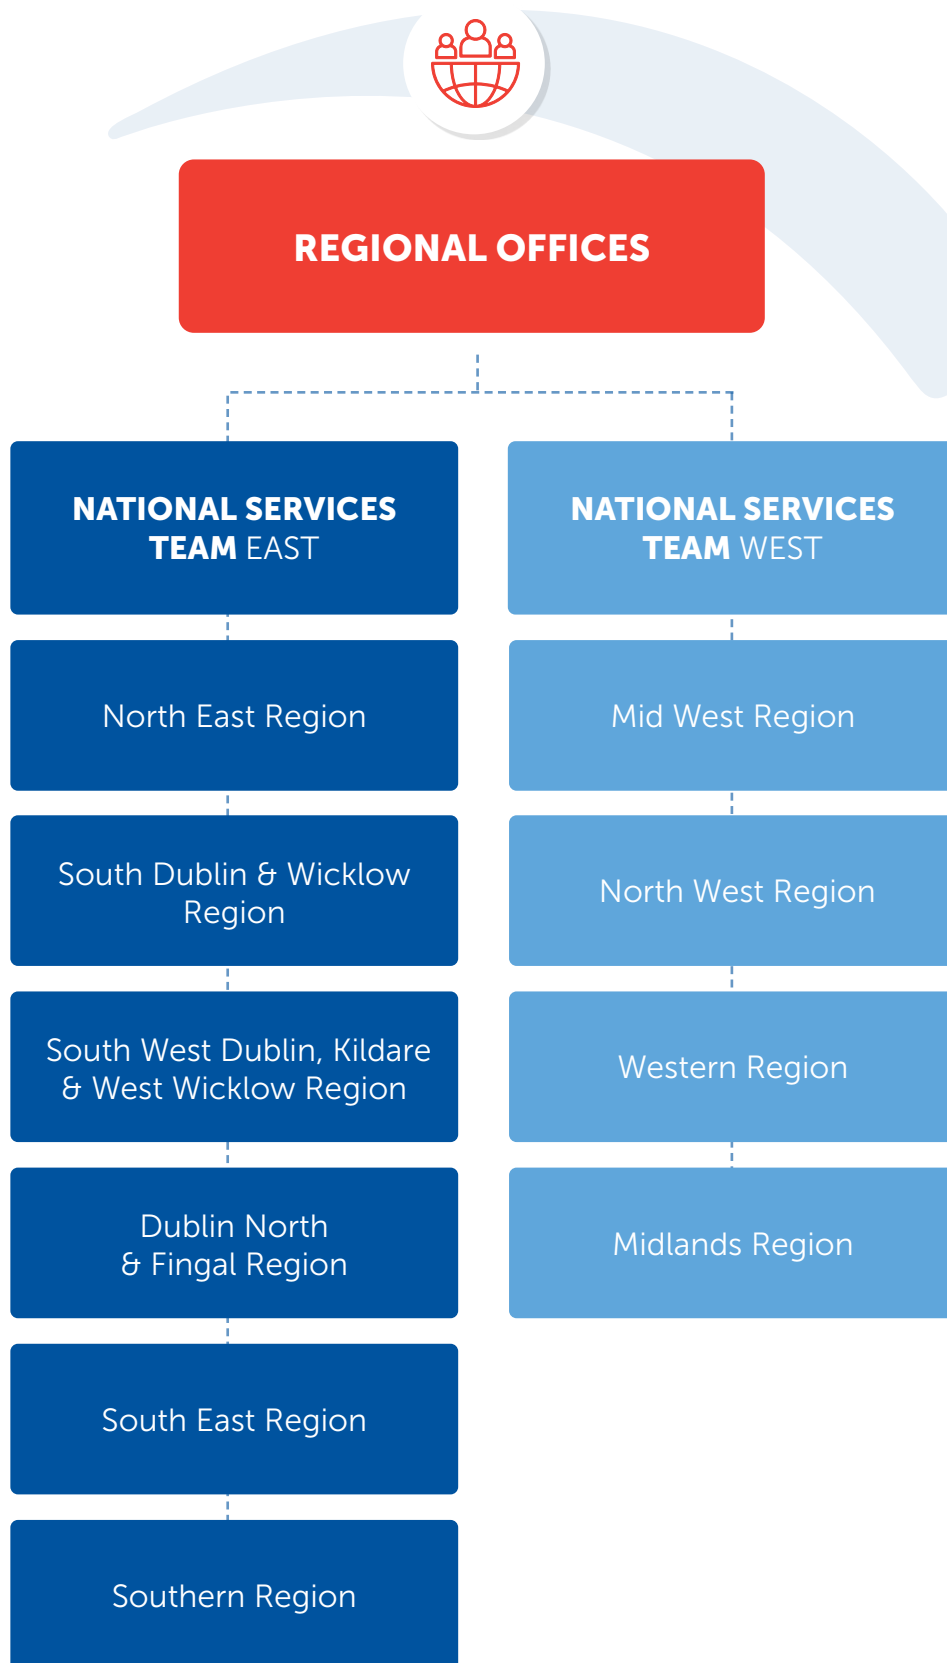 REGIONAL OFFICES
NATIONAL SERVICES
TEAM EAST
North East Region
South Dublin & Wicklow
Region
South West Dublin, Kildare
& West Wicklow Region
Dublin North
& Fingal Region
South East Region
Southern Region
NATIONAL SERVICES
TEAM WEST
Mid West Region
North West Region
Western Region
Midlands Region